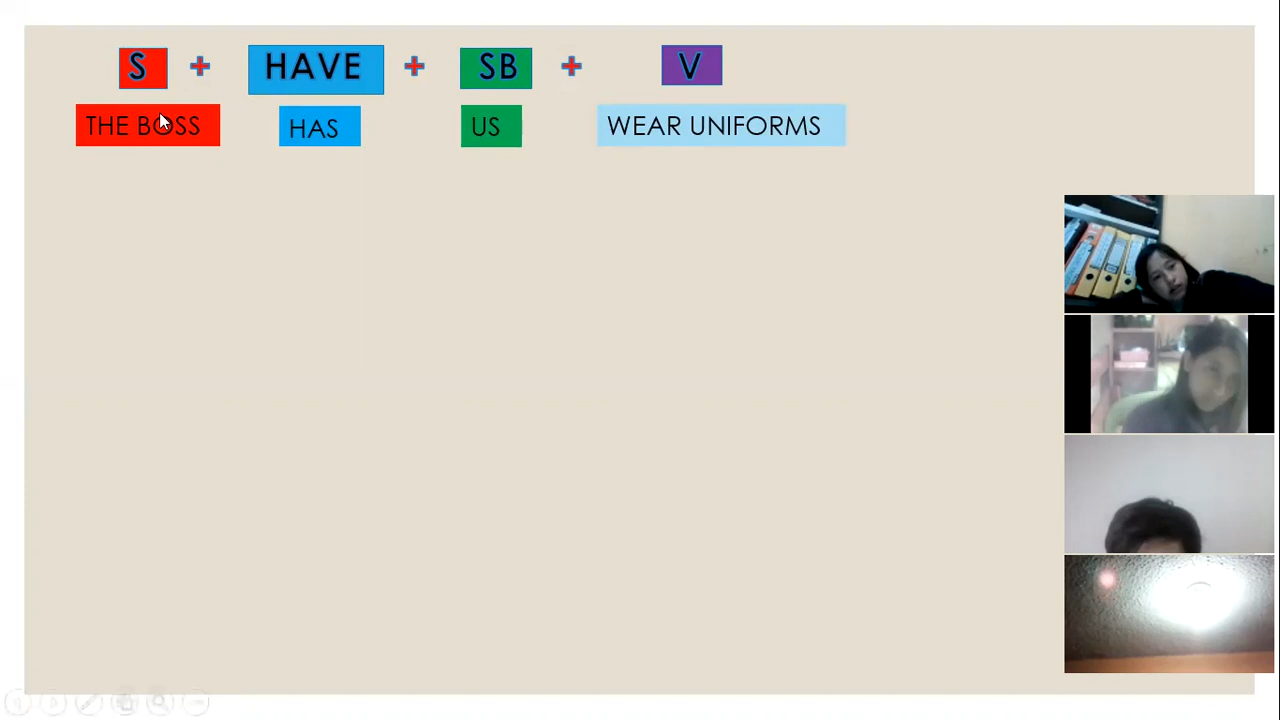 S + HAVE + SB + V
THE BOSS HAS US WEAR UNIFORMS